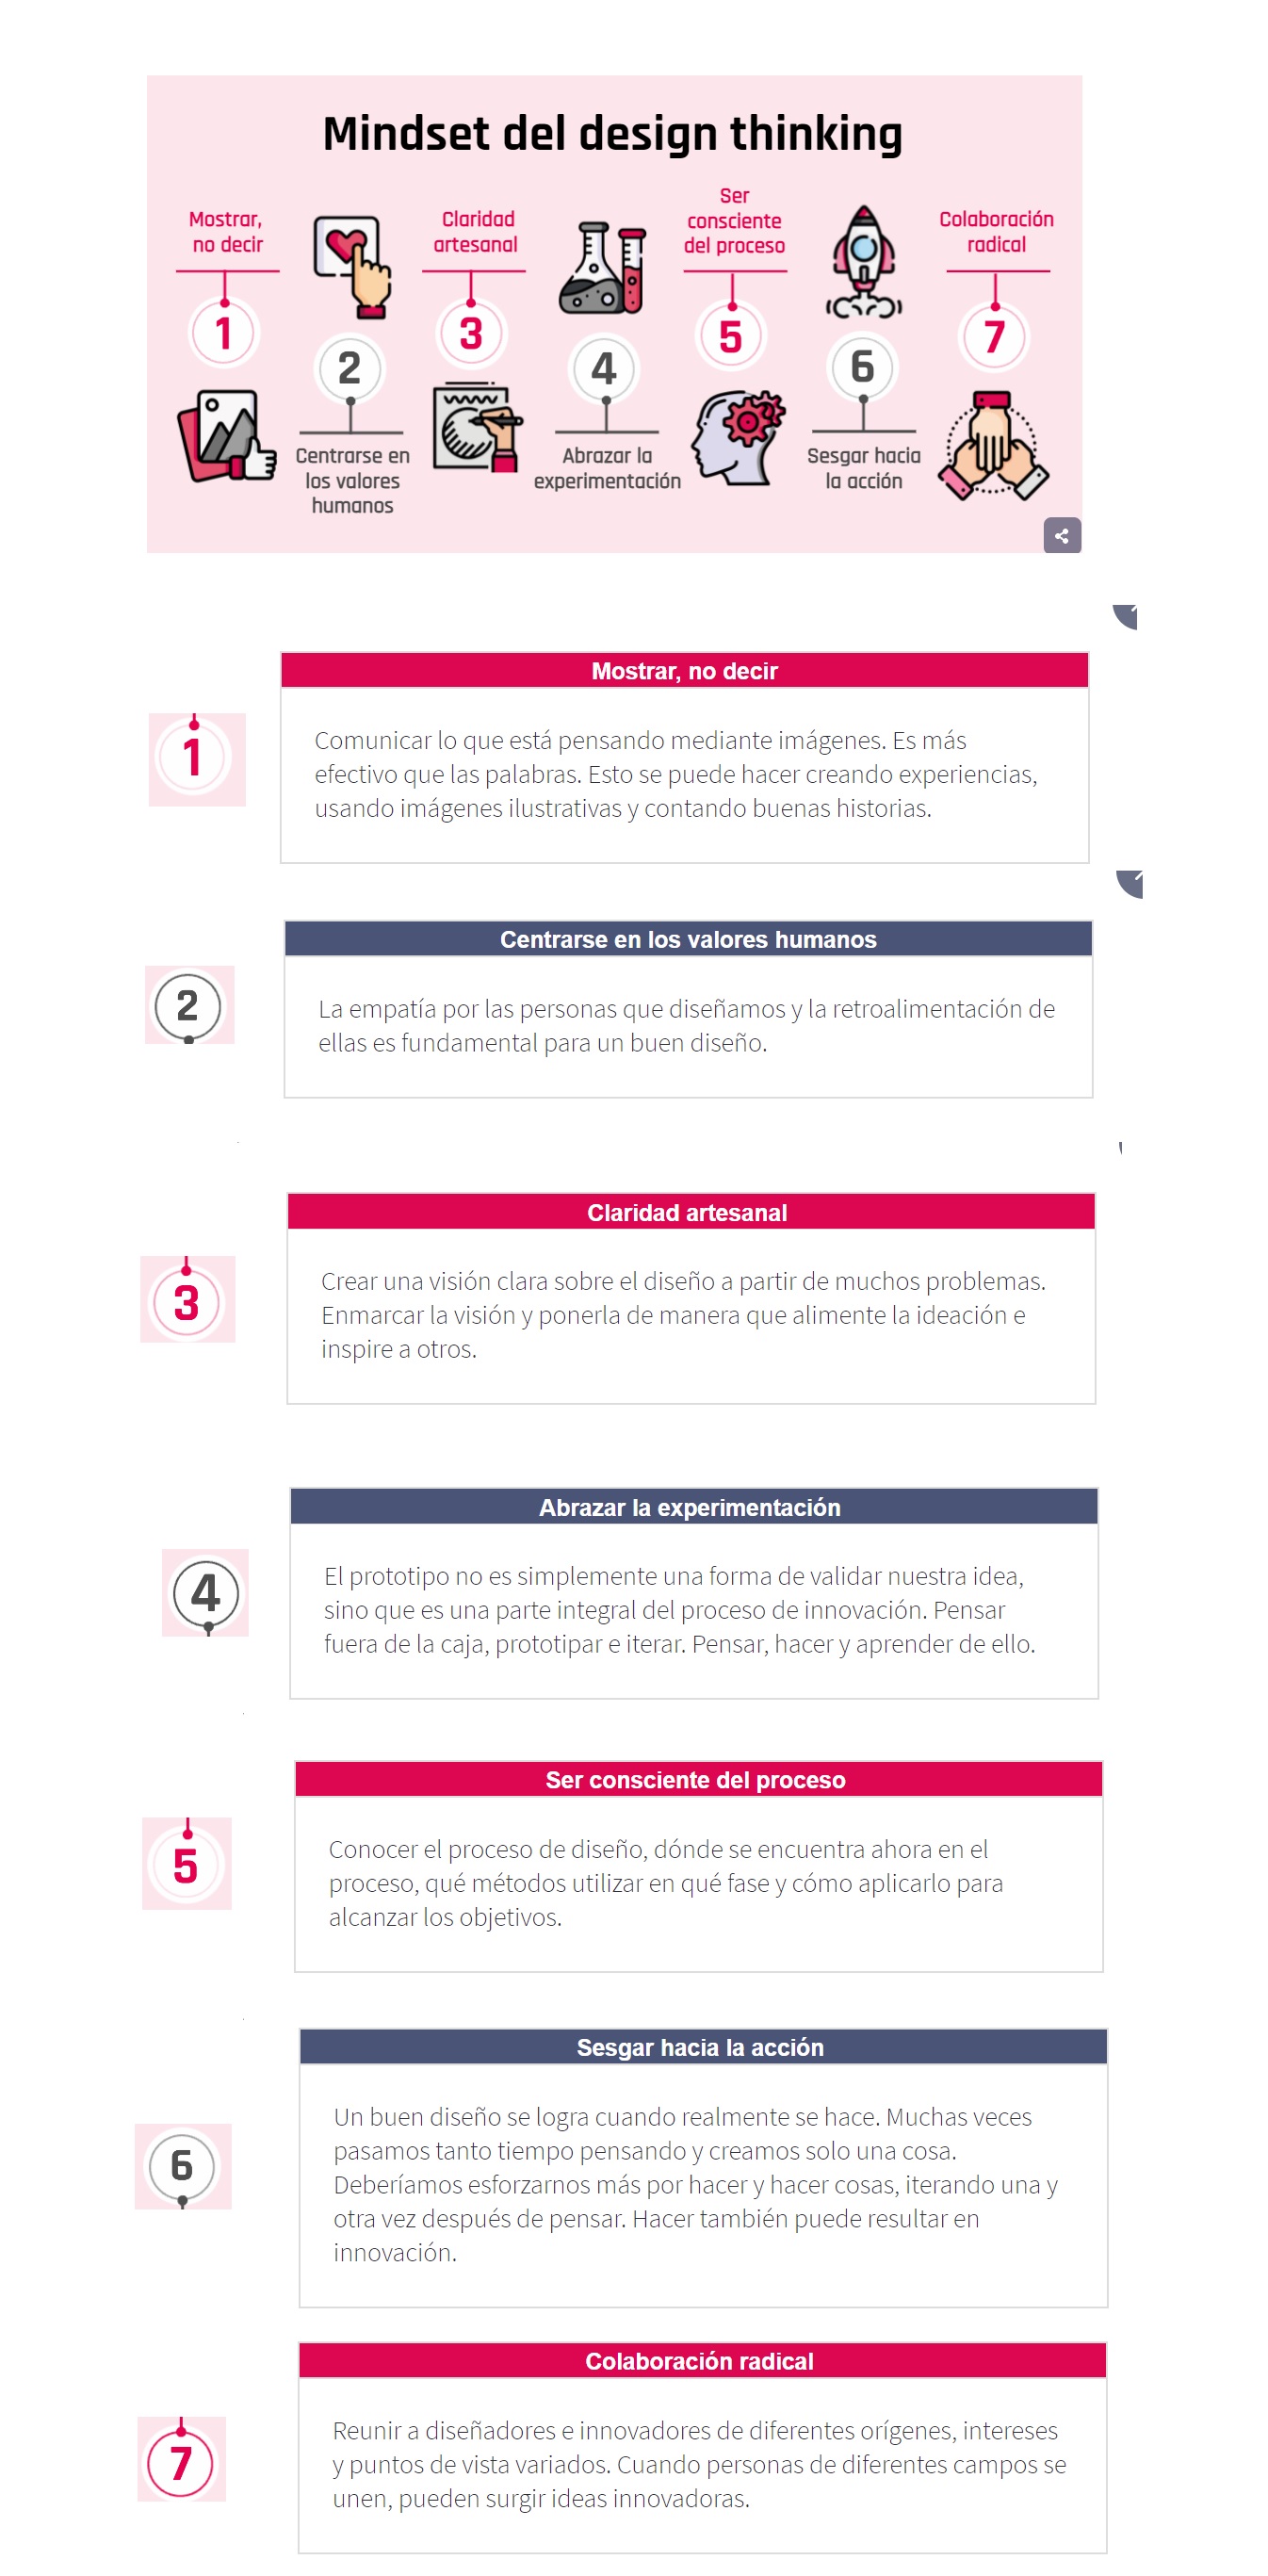 Mindset del design thinking
Mostrar,
no decir
1
2
Centrarse en
los valores
humanos
Claridad
artesanal
3
4
Abrazar la
experimentación
Ser
consciente
del proceso
5
6
Sesgar hacia
la acción
Colaboración
radical
7
1
Mostrar, no decir
Comunicar lo que está pensando mediante imágenes. Es más
efectivo que las palabras. Esto se puede hacer creando experiencias,
usando imágenes ilustrativas y contando buenas historias.
2
Centrarse en los valores humanos
La empatía por las personas que diseñamos y la retroalimentación de
ellas es fundamental para un buen diseño.
3
Claridad artesanal
Crear una visión clara sobre el diseño a partir de muchos problemas.
Enmarcar la visión y ponerla de manera que alimente la ideación e
inspire a otros.
4
Abrazar la experimentación
El prototipo no es simplemente una forma de validar nuestra idea,
sino que es una parte integral del proceso de innovación. Pensar
fuera de la caja, prototipar e iterar. Pensar, hacer y aprender de ello.
5
Ser consciente del proceso
Conocer el proceso de diseño, dónde se encuentra ahora en el
proceso, qué métodos utilizar en qué fase y cómo aplicarlo para
alcanzar los objetivos.
6
Sesgar hacia la acción
Un buen diseño se logra cuando realmente se hace. Muchas veces
pasamos tanto tiempo pensando y creamos solo una cosa.
Deberíamos esforzarnos más por hacer y hacer cosas, iterando una y
otra vez después de pensar. Hacer también puede resultar en
innovación.
7
Colaboración radical
Reunir a diseñadores e innovadores de diferentes orígenes, intereses
y puntos de vista variados. Cuando personas de diferentes campos se
unen, pueden surgir ideas innovadoras.